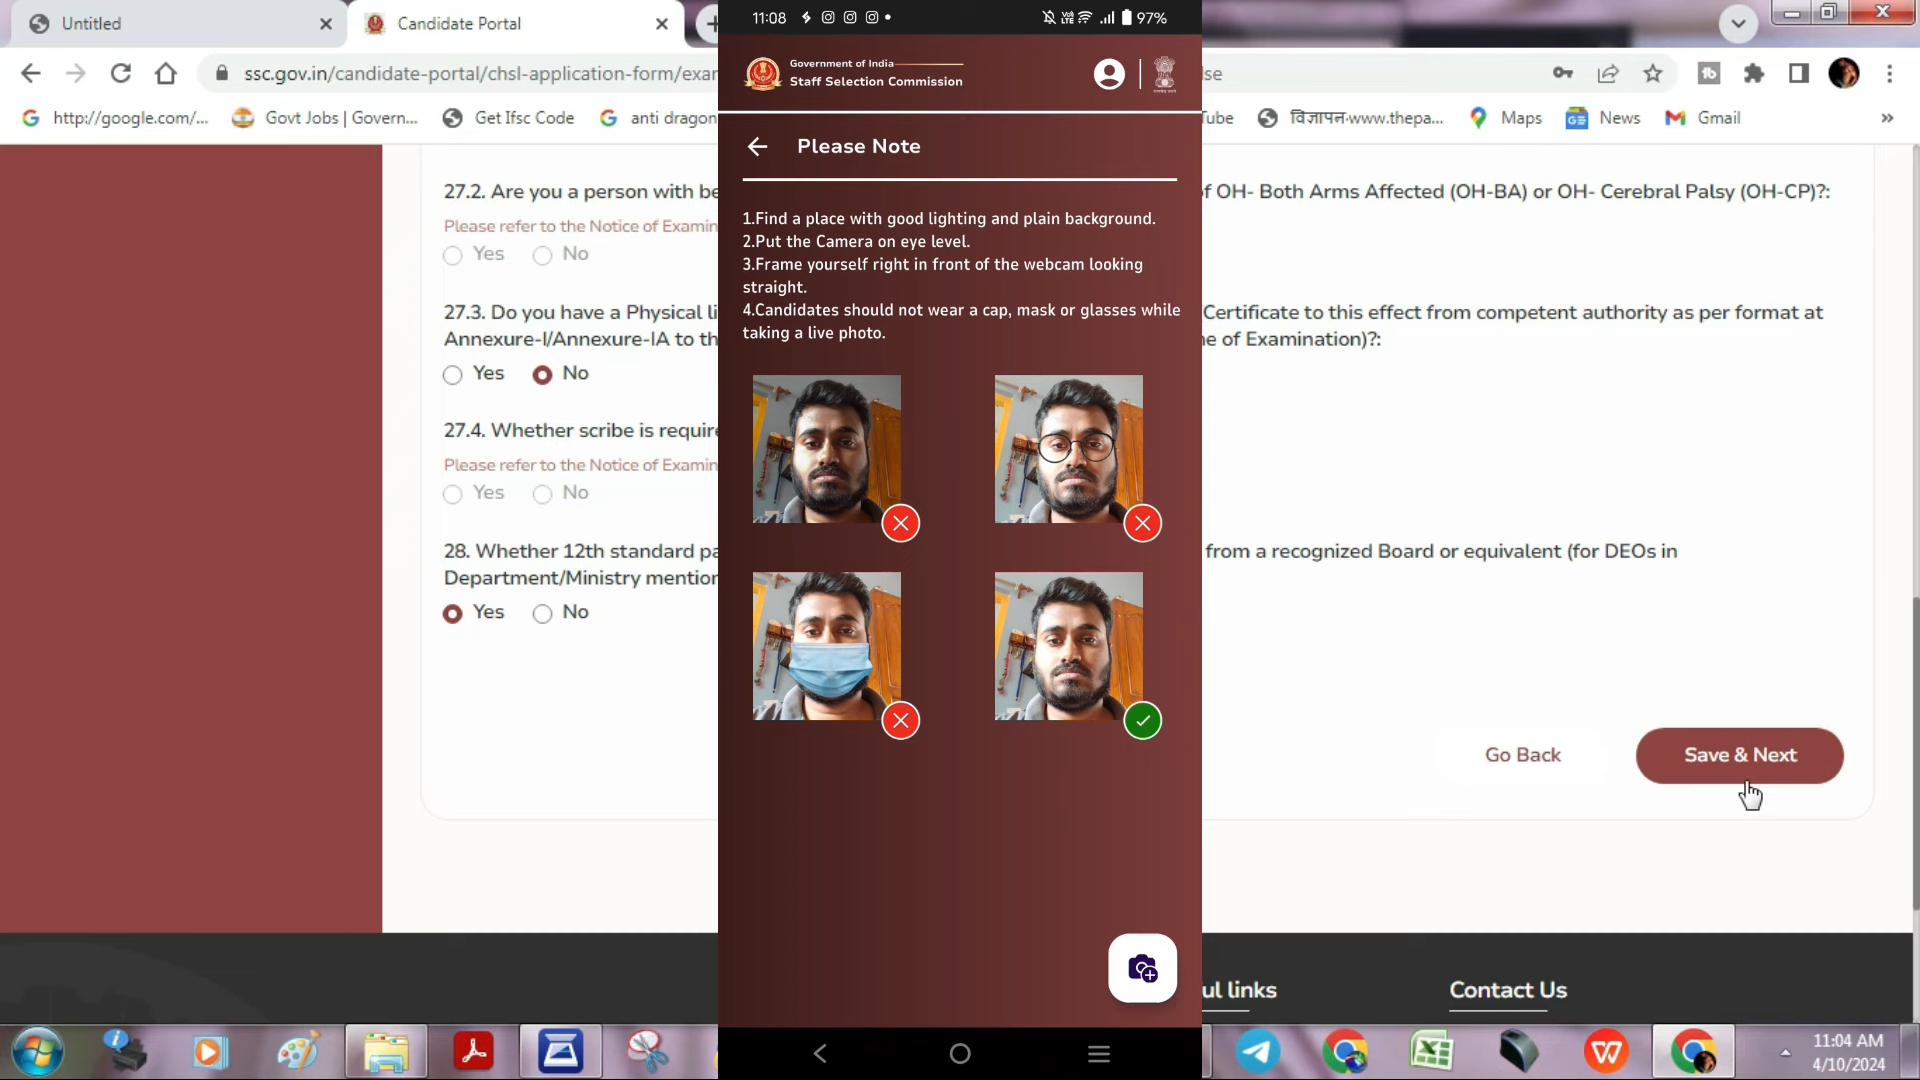 Untitled
Candidate Portal
ssc.gov.in/candidate-portal/chsl-application-form/exar
lse
http://google.com/...
Govt Jobs | Govern...
Get Ifsc Code
anti dragon
Tube
विज्ञापन-www.thepa...
Maps
News
Gmail
»
27.2. Are you a person with be
of OH- Both Arms Affected (OH-BA) or OH- Cerebral Palsy (OH-CP)?:
Please refer to the Notice of Examin
Yes
No
27.3. Do you have a Physical li
Certificate to this effect from competent authority as per format at
Annexure-I/Annexure-IA to th
e of Examination)?:
Yes
No
27.4. Whether scribe is require
Please refer to the Notice of Examin
Yes
No
28. Whether 12th standard pa
from a recognized Board or equivalent (for DEOs in
Department/Ministry mention
Yes
No
Go Back
Save & Next
ul links
Contact Us
11:08
97%
Government of India
Staff Selection Commission
Please Note
1.Find a place with good lighting and plain background.
2.Put the Camera on eye level.
3.Frame yourself right in front of the webcam looking
straight.
4.Candidates should not wear a cap, mask or glasses while
taking a live photo.
11:04 AM
4/10/2024